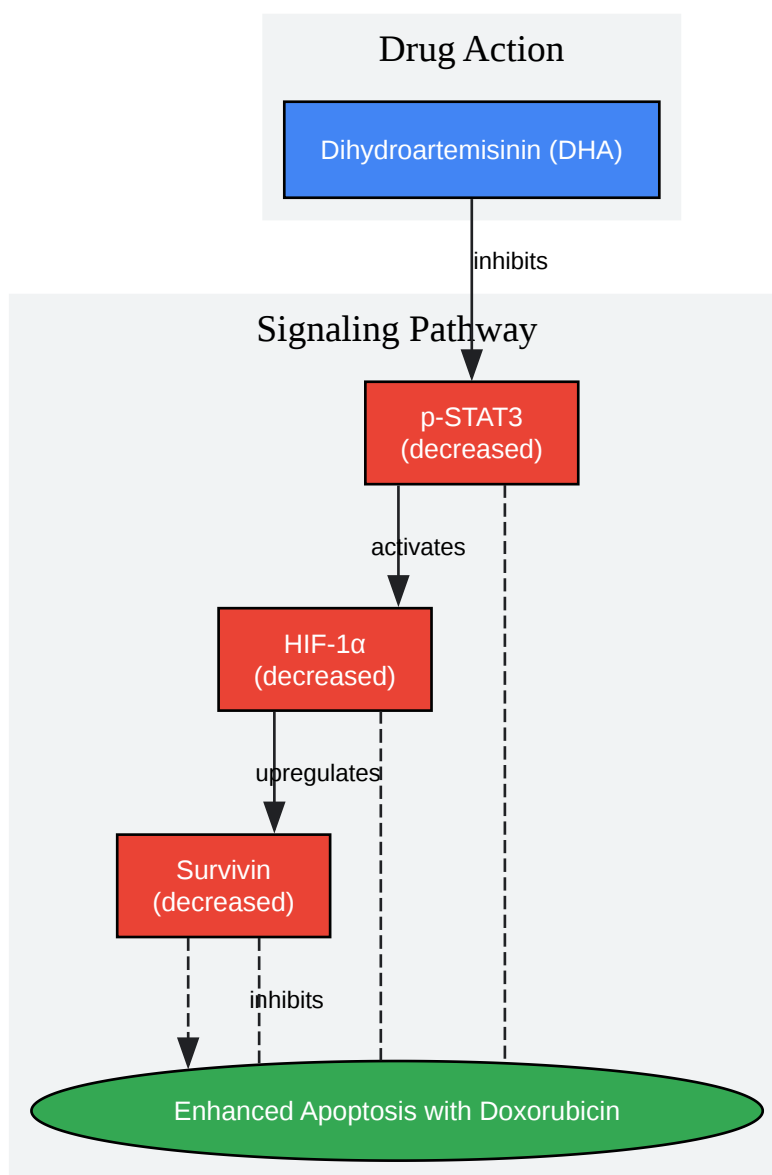 Drug Action
Dihydroartemisinin (DHA)
inhibits
Signaling Pathway
p-STAT3
(decreased)
activates
HIF-1α
(decreased)
upregulates
Survivin
(decreased)
inhibits
Enhanced Apoptosis with Doxorubicin